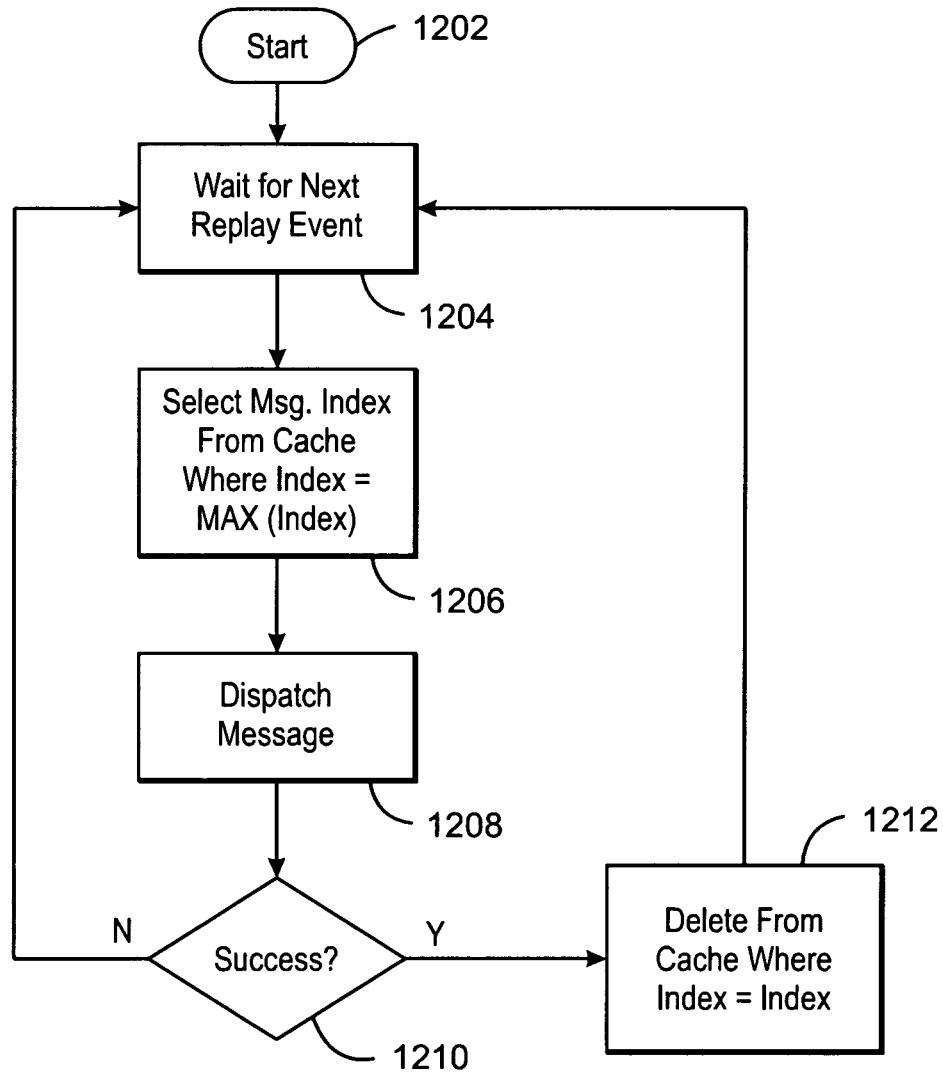 Start
1202
Wait for Next
Replay Event
1204
Select Msg. Index
From Cache
Where Index =
MAX (Index)
1206
Dispatch
Message
1208
1212
N
Success?
Y
Delete From
Cache Where
Index = Index
1210